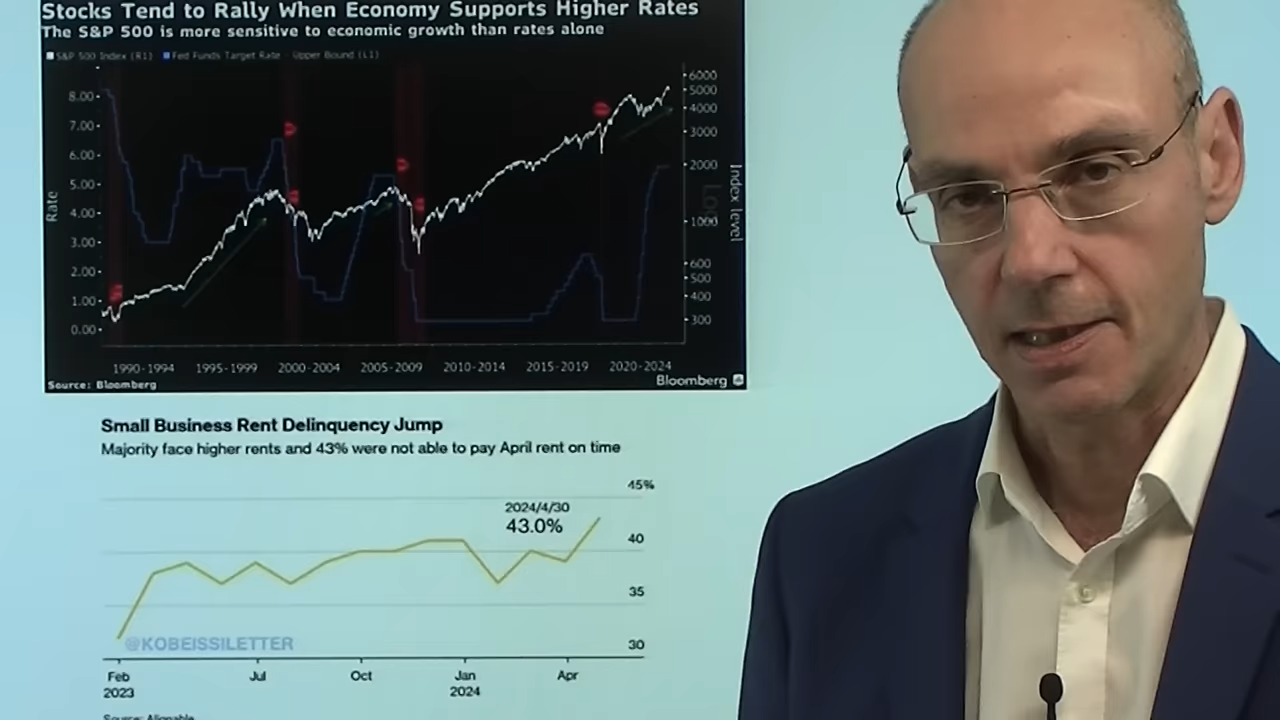 Stocks Tend to Rally When Economy Supports Higher Rates
The S&P 500 is more sensitive to economic growth than rates alone
S&P 500 Index (R1) Fed Funds Target Rate - Upper Bound (L1)
8.00
7.00
6.00
5.00
4.00
3.00
2.00
1.00
0.00
Rate
6000
5000
4000
3000
2000
1000
600
500
400
300
Index level
Log
1990-1994 1995-1999 2000-2004 2005-2009 2010-2014 2015-2019 2020-2024
Source: Bloomberg
Bloomberg
Small Business Rent Delinquency Jump
Majority face higher rents and 43% were not able to pay April rent on time
45%
2024/4/30
43.0%
40
35
30
@KOBEISSILETTER
Feb Jul Oct Jan Apr
2023 2024
Source: Alignable